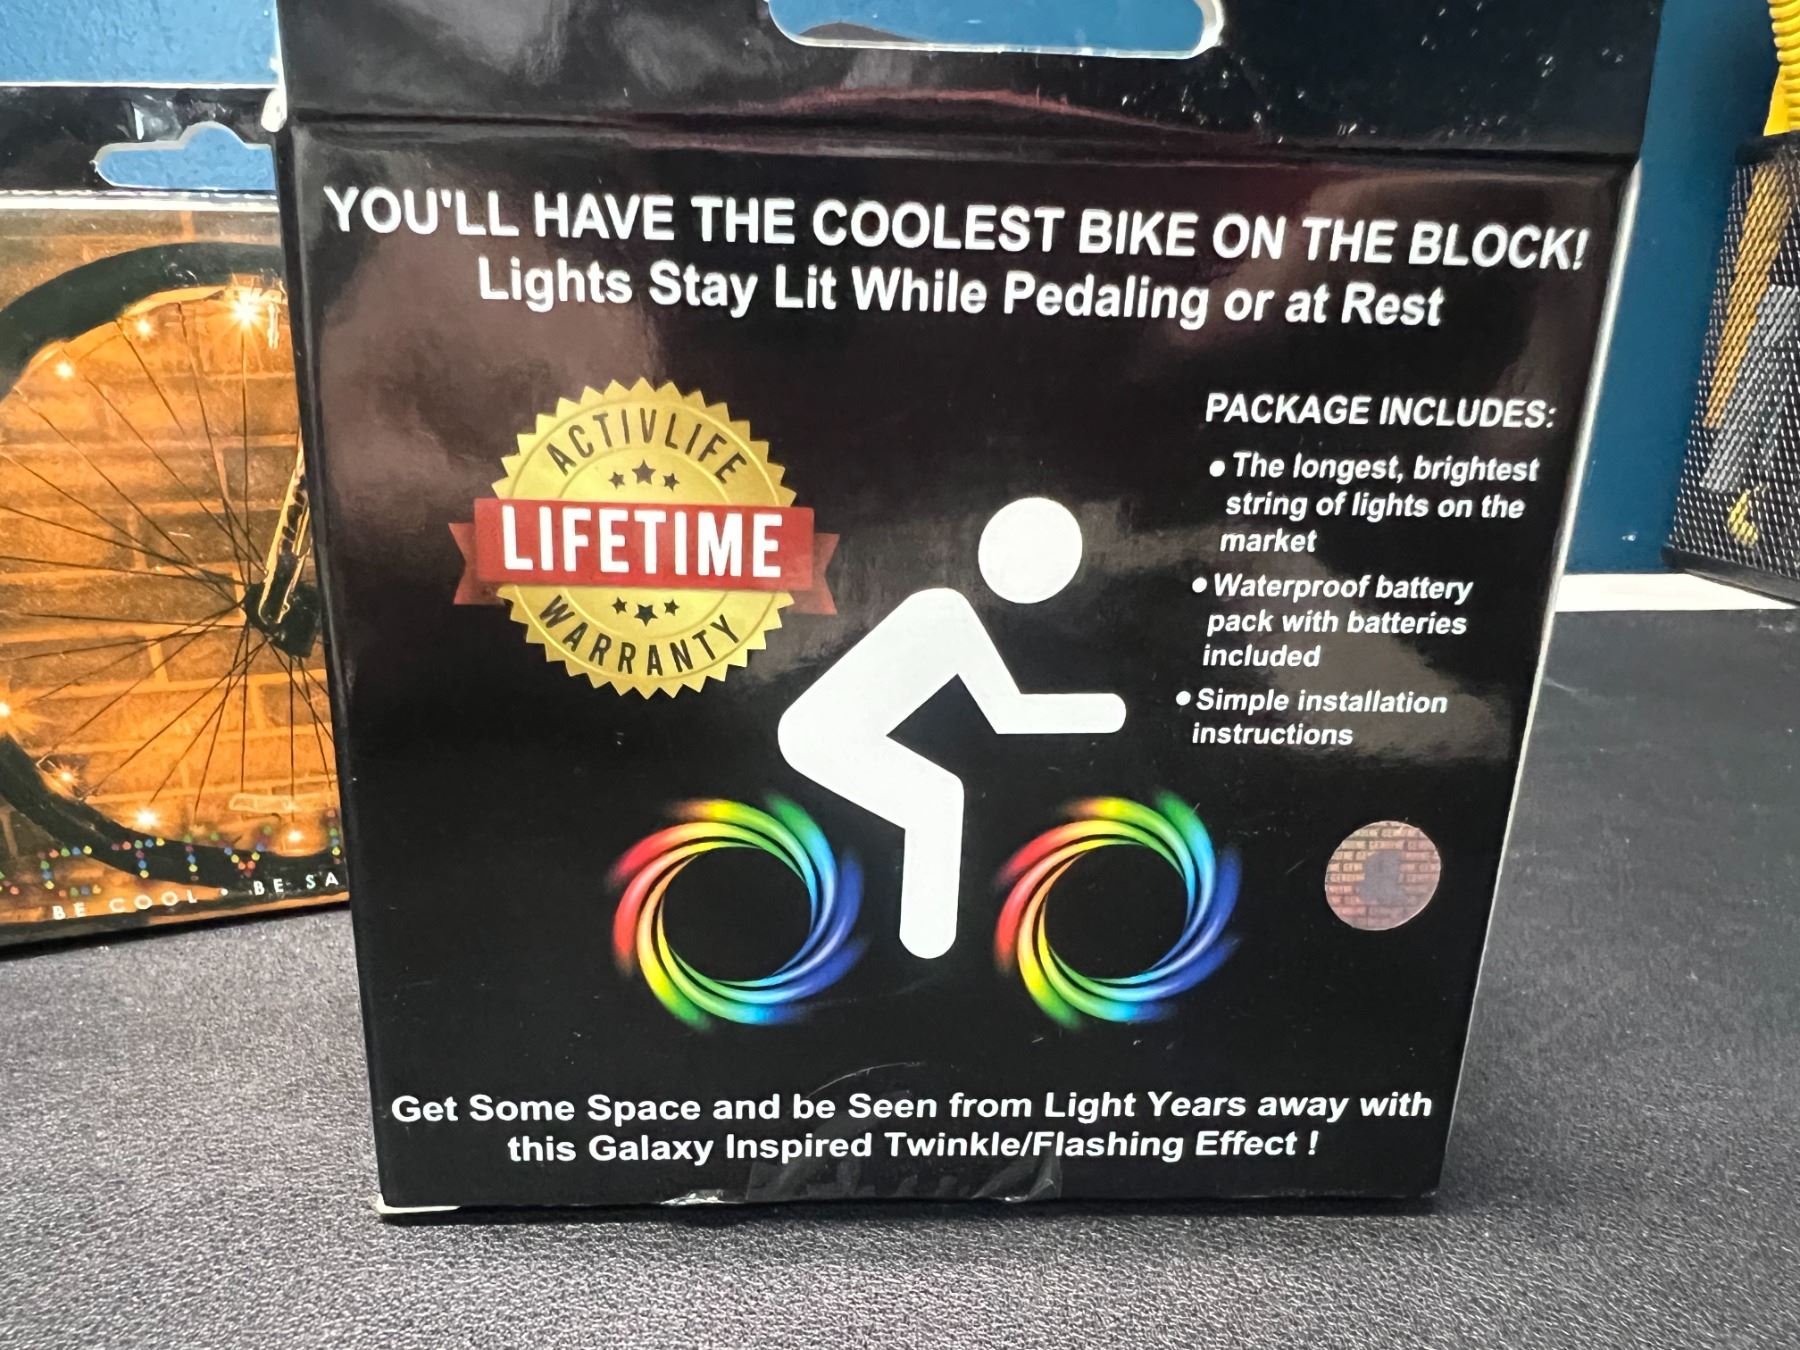 YOU'LL HAVE THE COOLEST BIKE ON THE BLOCK!
Lights Stay Lit While Pedaling or at Rest
ACTIVLIFE
LIFETIME
WARRANTY
PACKAGE INCLUDES:
• The longest, brightest
string of lights on the
market
• Waterproof battery
pack with batteries
included
• Simple installation
instructions
Get Some Space and be Seen from Light Years away with
this Galaxy Inspired Twinkle/Flashing Effect !
BE COOL • BE SA